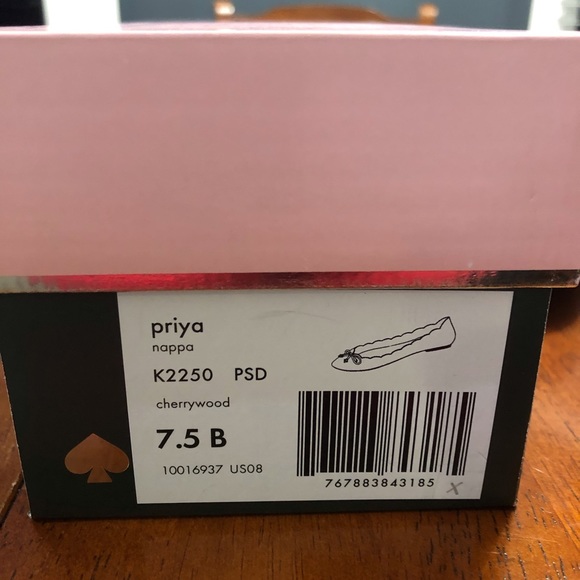 priya
nappa
K2250 PSD
cherrywood
7.5 B
10016937 US08
767883843185
x